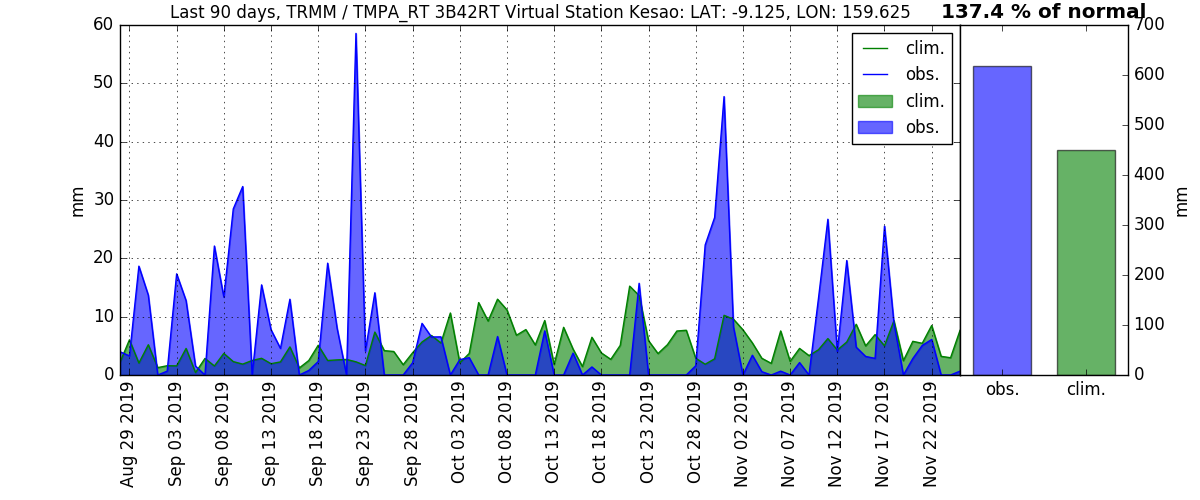 Last 90 days, TRMM / TMPA_RT 3B42RT Virtual Station Kesao: LAT: -9.125, LON: 159.625
137.4 % of normal
60
50
40
30
20
10
0
mm
clim.
obs.
clim.
obs.
700
600
500
400
300
200
100
0
mm
obs.
clim.
Aug 29 2019
Sep 03 2019
Sep 08 2019
Sep 13 2019
Sep 18 2019
Sep 23 2019
Sep 28 2019
Oct 03 2019
Oct 08 2019
Oct 13 2019
Oct 18 2019
Oct 23 2019
Oct 28 2019
Nov 02 2019
Nov 07 2019
Nov 12 2019
Nov 17 2019
Nov 22 2019